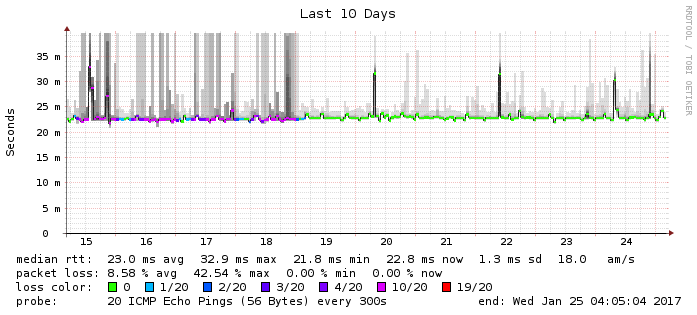 Last 10 Days
RRDTOOL / TOBI OETIKER
Seconds
35 m
30 m
25 m
20 m
15 m
10 m
5 m
0
15 16 17 18 19 20 21 22 23 24
median rtt: 23.0 ms avg 32.9 ms max 21.8 ms min 22.8 ms now 1.3 ms sd 18.0 am/s
packet loss: 8.58 % avg 42.54 % max 0.00 % min 0.00 % now
loss color: 0 1/20 2/20 3/20 4/20 10/20 19/20
probe: 20 ICMP Echo Pings (56 Bytes) every 300s end: Wed Jan 25 04:05:04 2017